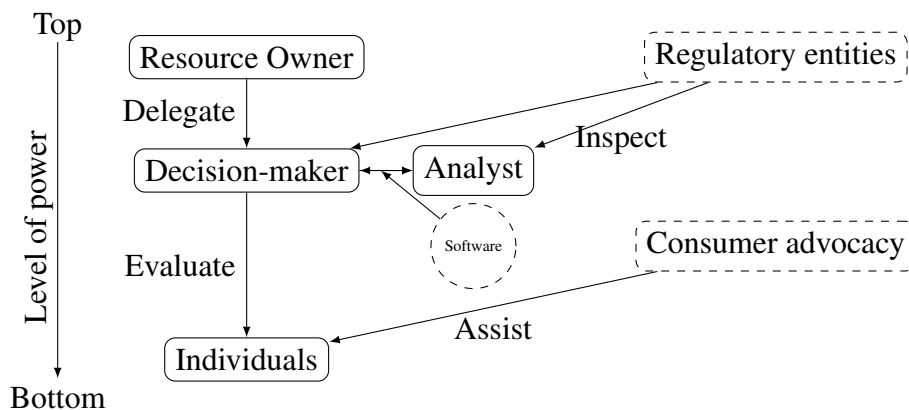 Top
Resource Owner
Regulatory entities
Delegate
Inspect
Level of power
Decision-maker
Analyst
Software
Consumer advocacy
Evaluate
Assist
Individuals
Bottom